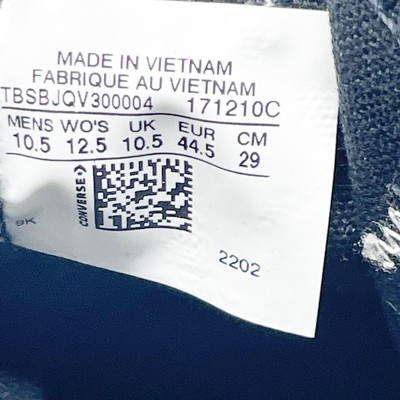 MADE IN VIETNAM
FABRIQUE AU VIETNAM
TBSBJQV300004 171210C
MENS WO'S UK EUR CM
10.5 12.5 10.5 44.5 29
CONVERSE
9K
2202